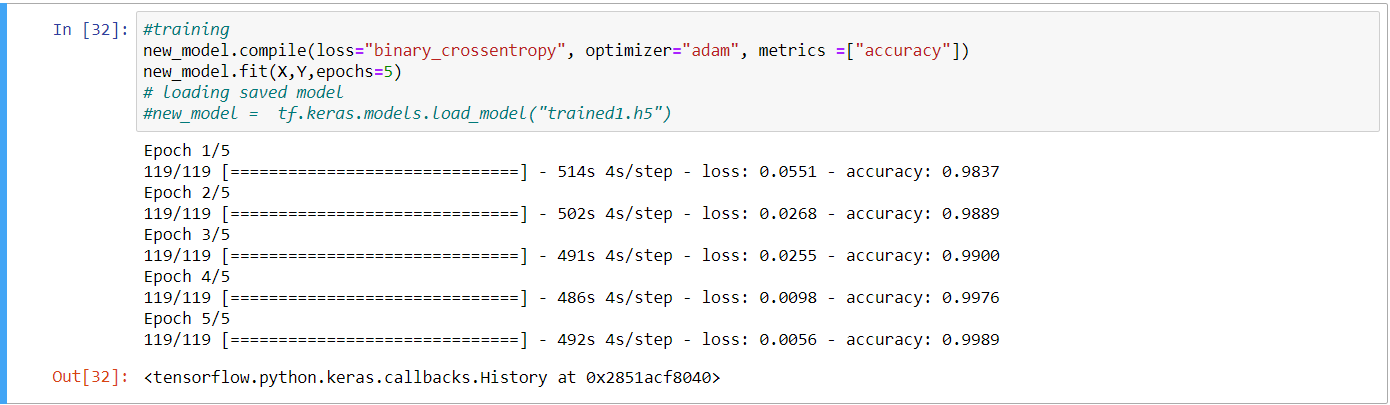 In [32]: #training
new_model.compile(loss="binary_crossentropy", optimizer="adam", metrics =["accuracy"])
new_model.fit(X,Y,epochs=5)
# loading saved model
#new_model =  tf.keras.models.load_model("trained1.h5")
Epoch 1/5
119/119 [==============================] - 514s 4s/step - loss: 0.0551 - accuracy: 0.9837
Epoch 2/5
119/119 [==============================] - 502s 4s/step - loss: 0.0268 - accuracy: 0.9889
Epoch 3/5
119/119 [==============================] - 491s 4s/step - loss: 0.0255 - accuracy: 0.9900
Epoch 4/5
119/119 [==============================] - 486s 4s/step - loss: 0.0098 - accuracy: 0.9976
Epoch 5/5
119/119 [==============================] - 492s 4s/step - loss: 0.0056 - accuracy: 0.9989
Out[32]: <tensorflow.python.keras.callbacks.History at 0x2851acf8040>